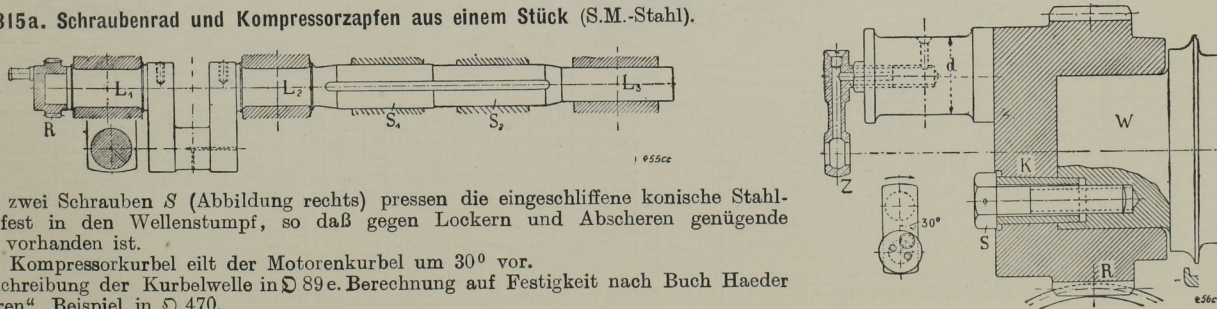 315a. Schraubenrad und Kompressorzapfen aus einem Stück (S.M.-Stahl).
L₁
L₂
L₃
R
S₁
S₂
zwei Schrauben S (Abbildung rechts) pressen die eingeschliffene konische Stahl-
fest in den Wellenstumpf, so daß gegen Lockern und Abscheren genügende
vorhanden ist.
Kompressorkurbel eilt der Motorenkurbel um 30⁰ vor.
schreibung der Kurbelwelle in 89 e. Berechnung auf Festigkeit nach Buch Haeder
ren“ Beispiel in 470.
d
W
K
Z
30°
S
R